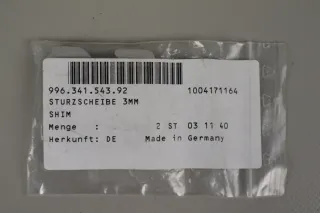 996.341.543.92 1004171164
STURZSCHEIBE 3MM
SHIM
Menge : 2 ST 03 11 40
Herkunft: DE Made in Germany